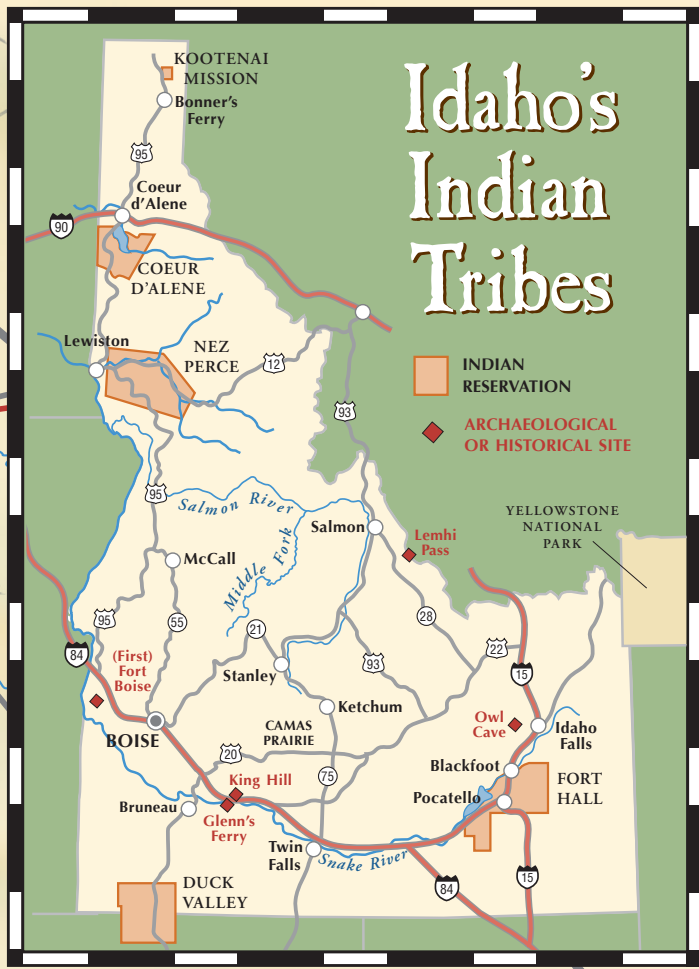 Idaho's
Indian
Tribes
KOOTENAI
MISSION
Bonner's
Ferry
95
Coeur
d'Alene
90
COEUR
D'ALENE
Lewiston
NEZ
PERCE
12
93
INDIAN
RESERVATION
ARCHAEOLOGICAL
OR HISTORICAL SITE
95
Salmon River
Salmon
Lemhi
Pass
YELLOWSTONE
NATIONAL
PARK
McCall
Middle Fork
95
55
21
28
84
(First)
Fort
Boise
Stanley
93
22
15
Ketchum
BOISE
CAMAS
PRAIRIE
Owl
Cave
Idaho
Falls
20
75
Blackfoot
King Hill
Pocatello
FORT
HALL
Bruneau
Glenn's
Ferry
Twin
Falls
Snake River
DUCK
VALLEY
84
15